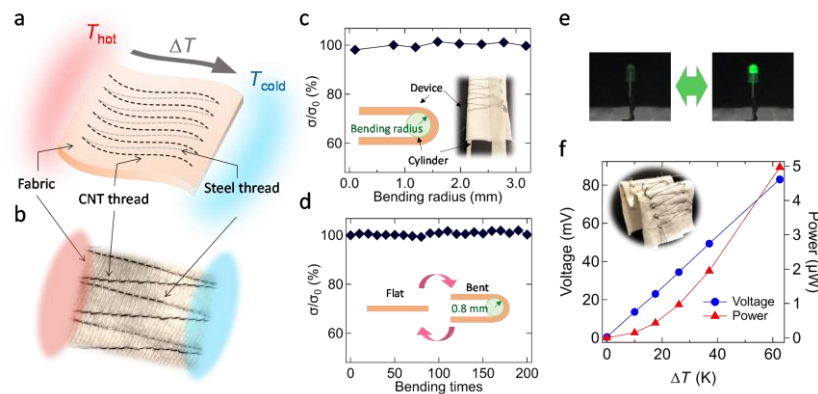 a
T_hot
ΔT
T_cold
Fabric
CNT thread
Steel thread
b
c
σ/σ₀ (%)
100
80
60
Device
Bending radius
Cylinder
0
1
2
3
Bending radius (mm)
d
σ/σ₀ (%)
100
80
60
Flat
Bent
0.8 mm
0
50
100
150
200
Bending times
e
f
Voltage (mV)
80
60
40
20
0
Power (μW)
5
4
3
2
1
0
Voltage
Power
0
10
20
30
40
50
60
ΔT (K)